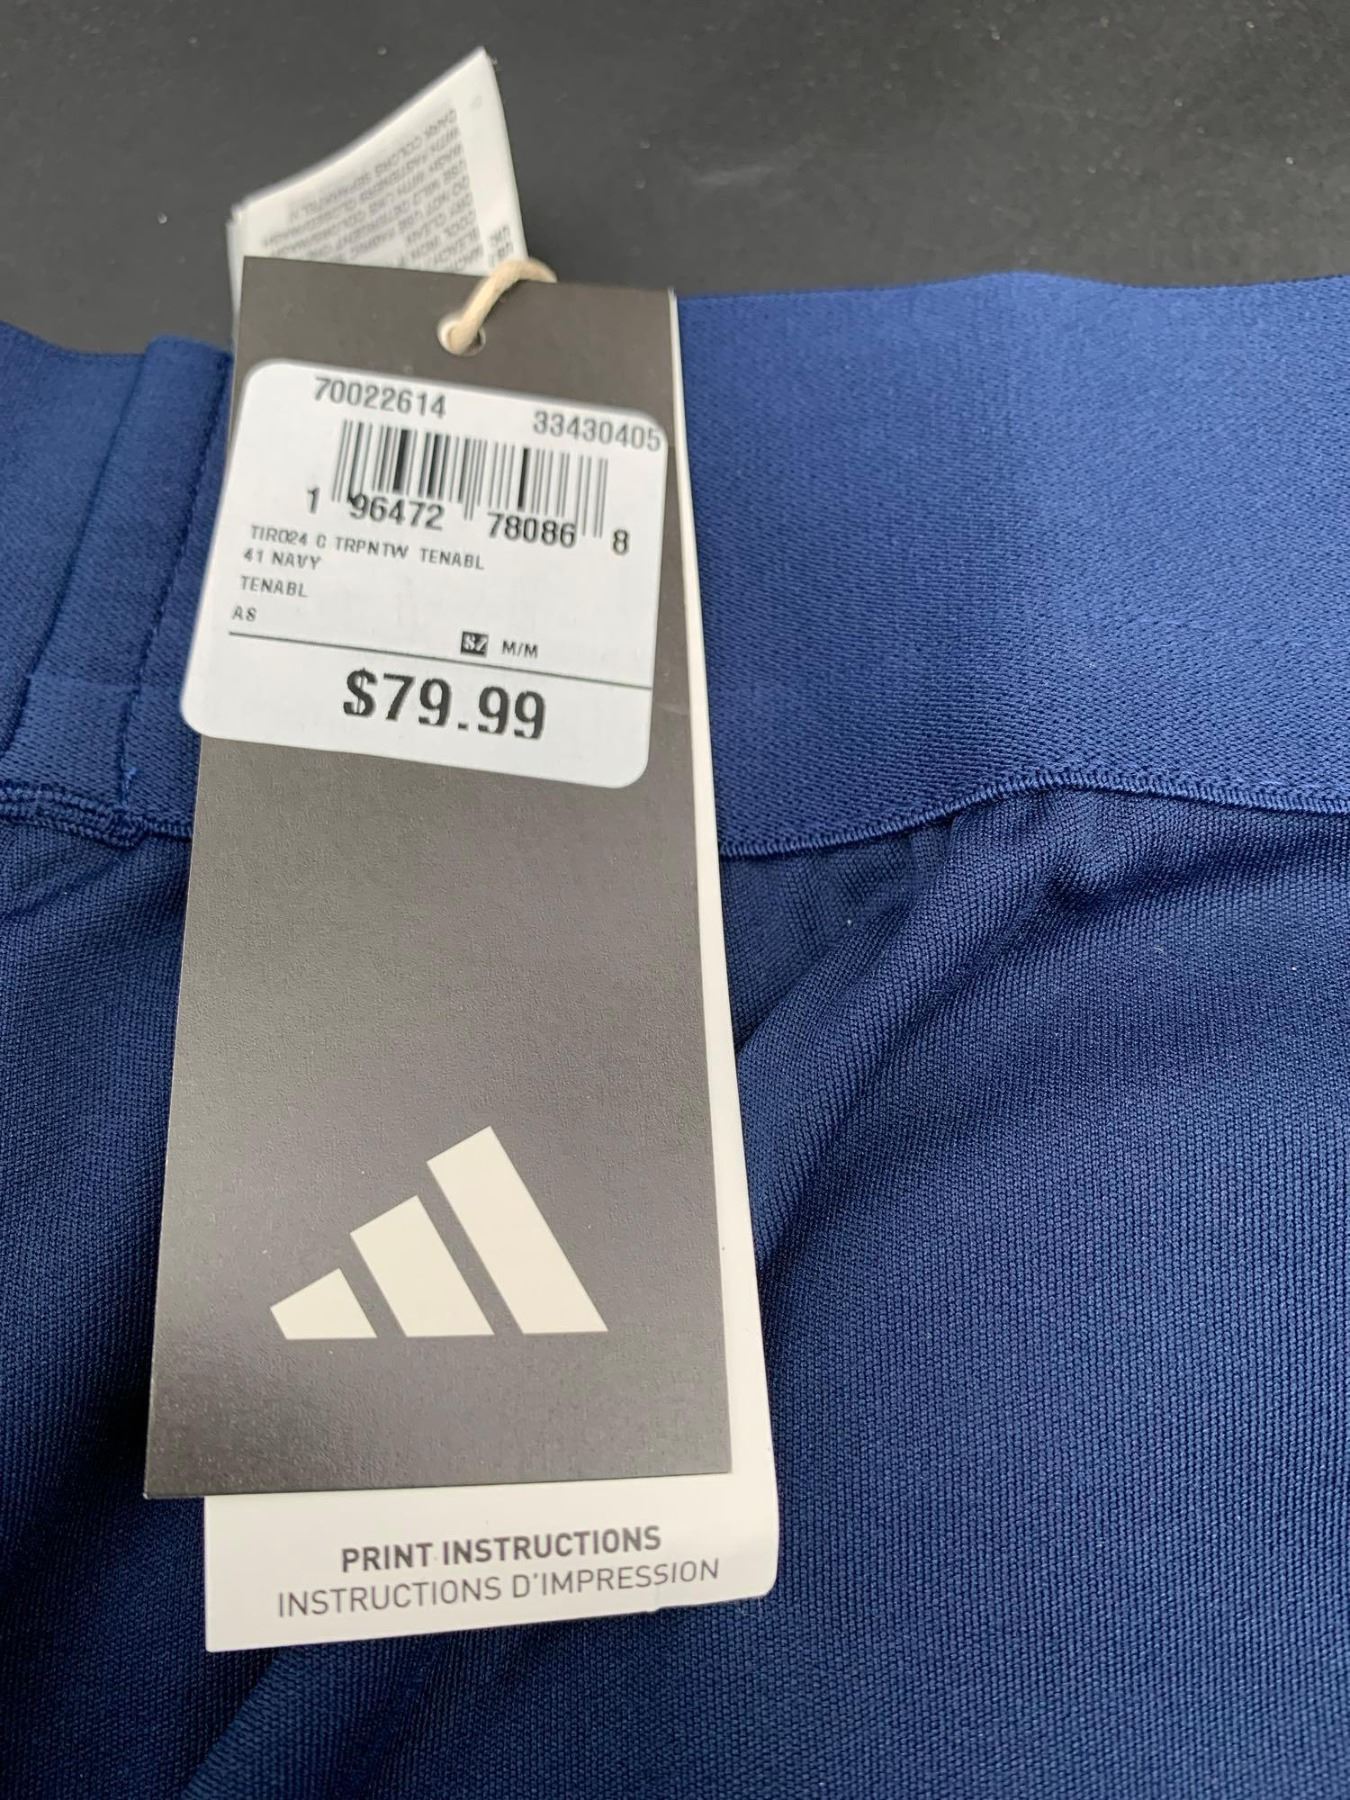 70022614 33430405
1 96472 78086 8
TIRO24 C TRPNTW TENABL
41 NAVY
TENABL
AS
SZ M/M
$79.99
PRINT INSTRUCTIONS
INSTRUCTIONS D'IMPRESSION